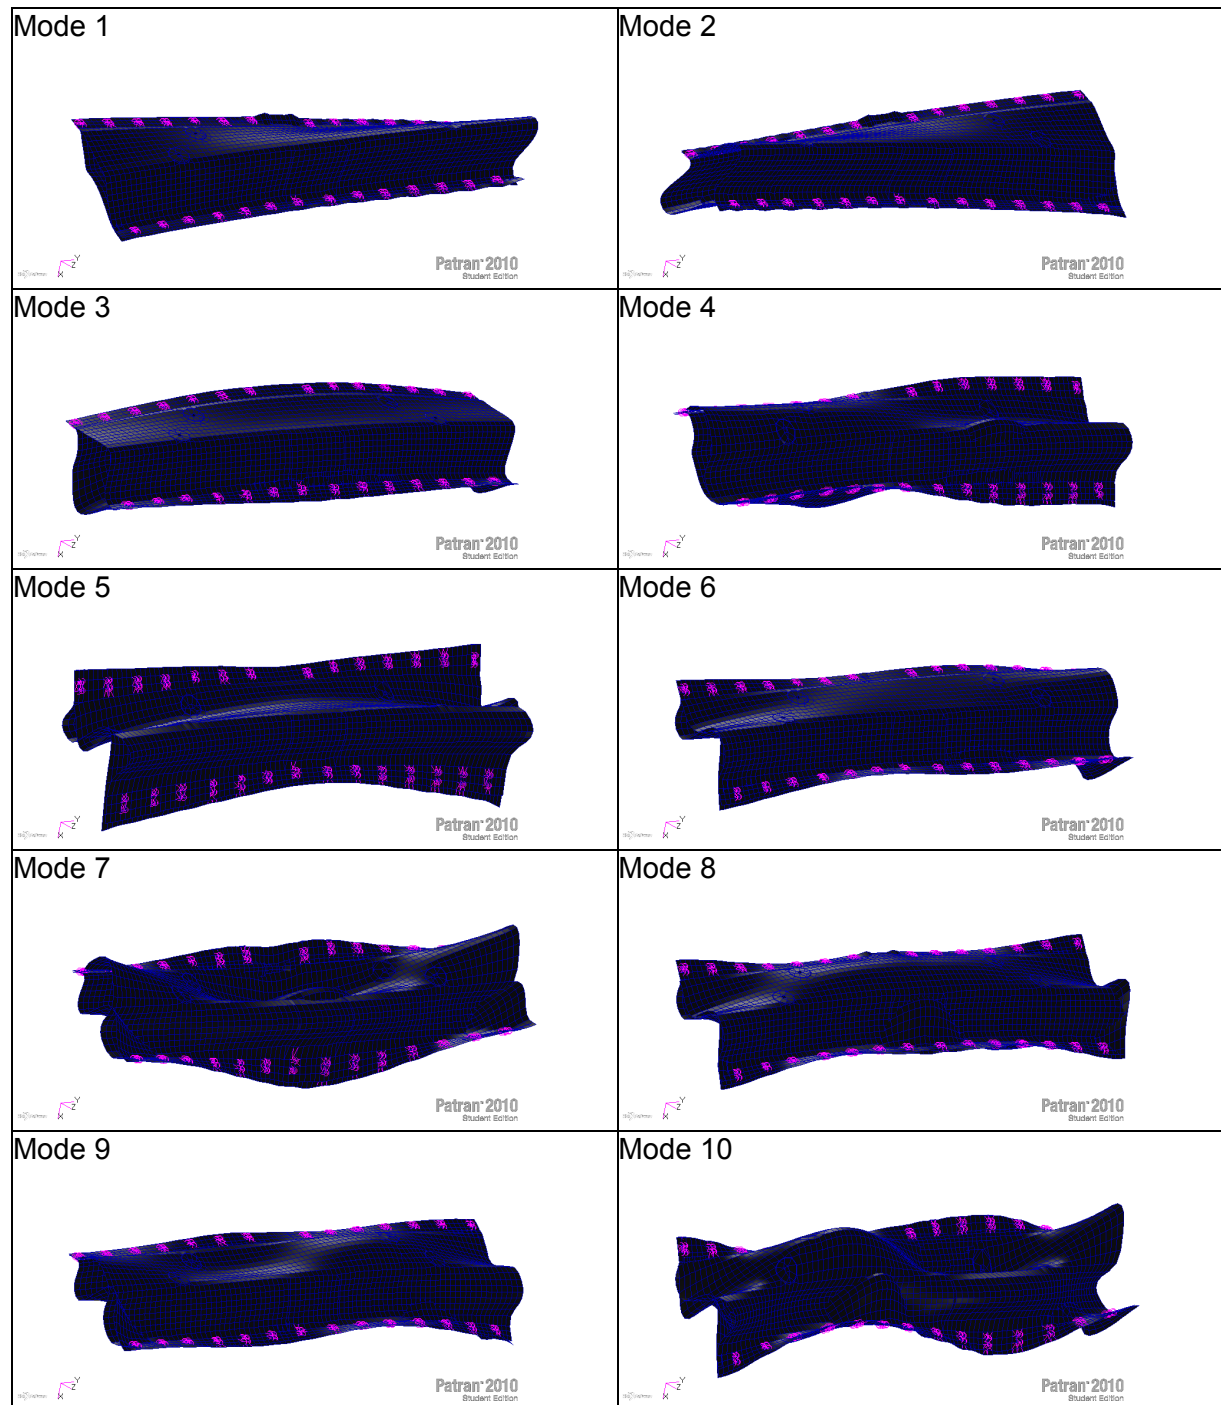 Mode 1
Mode 2
Y
Z
X
Patran 2010
Student Edition
Y
Z
X
Patran 2010
Student Edition
Mode 3
Mode 4
Y
Z
X
Patran 2010
Student Edition
Y
Z
X
Patran 2010
Student Edition
Mode 5
Mode 6
Y
Z
X
Patran 2010
Student Edition
Y
Z
X
Patran 2010
Student Edition
Mode 7
Mode 8
Y
Z
X
Patran 2010
Student Edition
Y
Z
X
Patran 2010
Student Edition
Mode 9
Mode 10
Y
Z
X
Patran 2010
Student Edition
Y
Z
X
Patran 2010
Student Edition